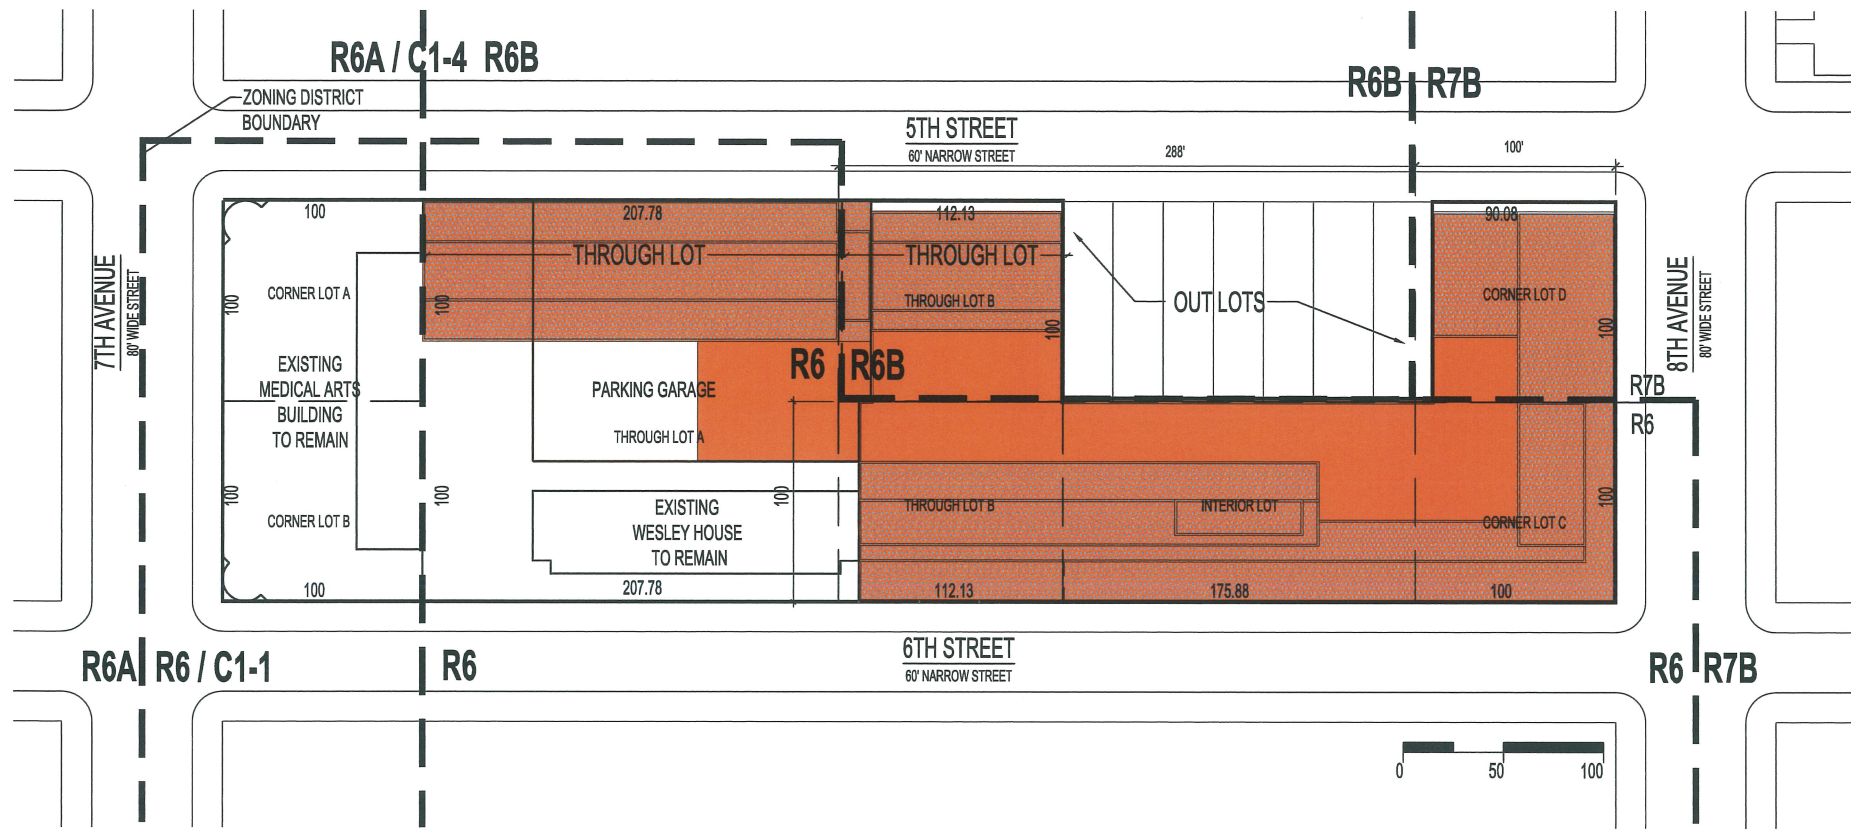 R6A / C1-4 R6B
R6B R7B
ZONING DISTRICT
BOUNDARY
5TH STREET
60' NARROW STREET
288'
100'
100
207.78
112.13
90.08
THROUGH LOT
THROUGH LOT
7TH AVENUE
80' WIDE STREET
100
CORNER LOT A
100
THROUGH LOT B
100
OUT LOTS
CORNER LOT D
100
8TH AVENUE
80' WIDE STREET
EXISTING
MEDICAL ARTS
BUILDING
TO REMAIN
PARKING GARAGE
THROUGH LOT A
R6 R6B
R7B
R6
100
CORNER LOT B
100
100
EXISTING
WESLEY HOUSE
TO REMAIN
THROUGH LOT B
INTERIOR LOT
CORNER LOT C
100
100
207.78
112.13
175.88
100
6TH STREET
60' NARROW STREET
R6A R6 / C1-1
R6
R6 R7B
0 50 100